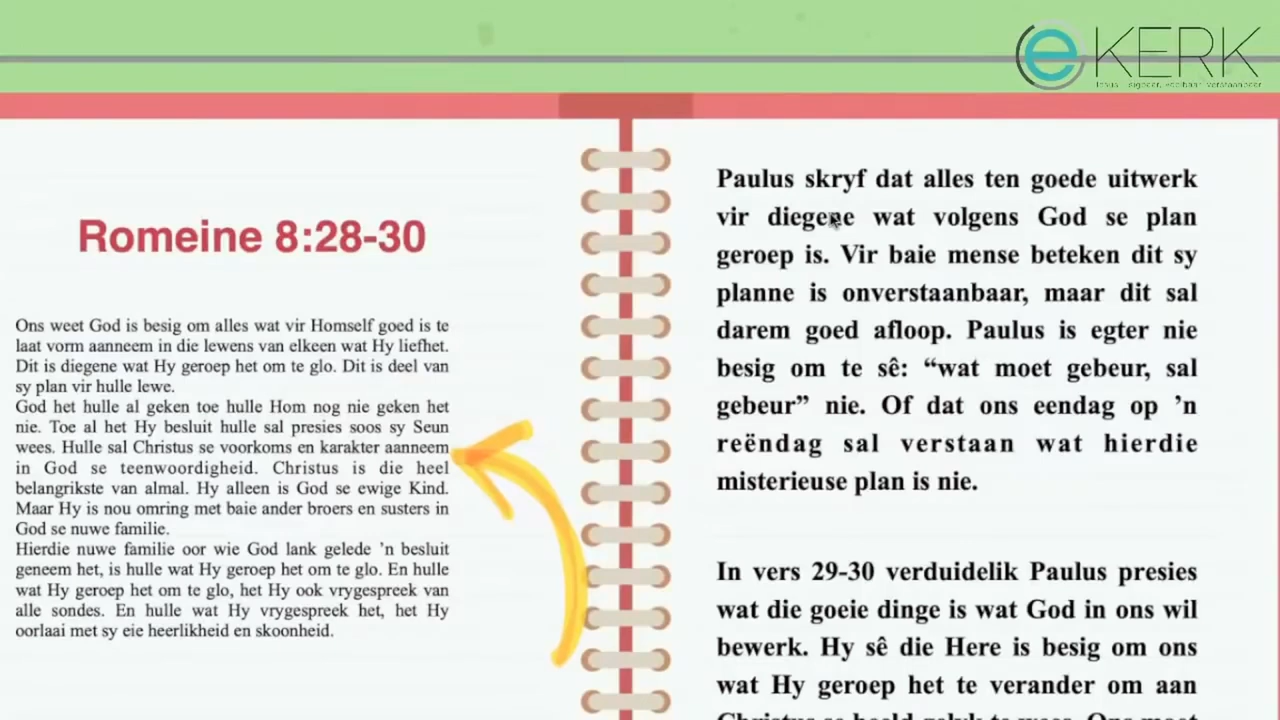 eKERK
Romeine 8:28-30
Ons weet God is besig om alles wat vir Homself goed is te
laat vorm aanneem in die lewens van elkeen wat Hy liefhet.
Dit is diegene wat Hy geroep het om te glo. Dit is deel van
sy plan vir hulle lewe.
God het hulle al geken toe hulle Hom nog nie geken het
nie. Toe al het Hy besluit hulle sal presies soos sy Seun
wees. Hulle sal Christus se voorkoms en karakter aanneem
in God se teenwoordigheid. Christus is die heel
belangrikste van almal. Hy alleen is God se ewige Kind.
Maar Hy is nou omring met baie ander broers en susters in
God se nuwe familie.
Hierdie nuwe familie oor wie God lank gelede ’n besluit
geneem het, is hulle wat Hy geroep het om te glo. En hulle
wat Hy geroep het om te glo, het Hy ook vrygespreek van
alle sondes. En hulle wat Hy vrygespreek het, het Hy
oorlaai met sy eie heerlikheid en skoonheid.
Paulus skryf dat alles ten goede uitwerk
vir diegene wat volgens God se plan
geroep is. Vir baie mense beteken dit sy
planne is onverstaanbaar, maar dit sal
darem goed afloop. Paulus is egter nie
besig om te sê: “wat moet gebeur, sal
gebeur” nie. Of dat ons eendag op ’n
reëndag sal verstaan wat hierdie
misterieuse plan is nie.
In vers 29-30 verduidelik Paulus presies
wat die goeie dinge is wat God in ons wil
bewerk. Hy sê die Here is besig om ons
wat Hy geroep het te verander om aan